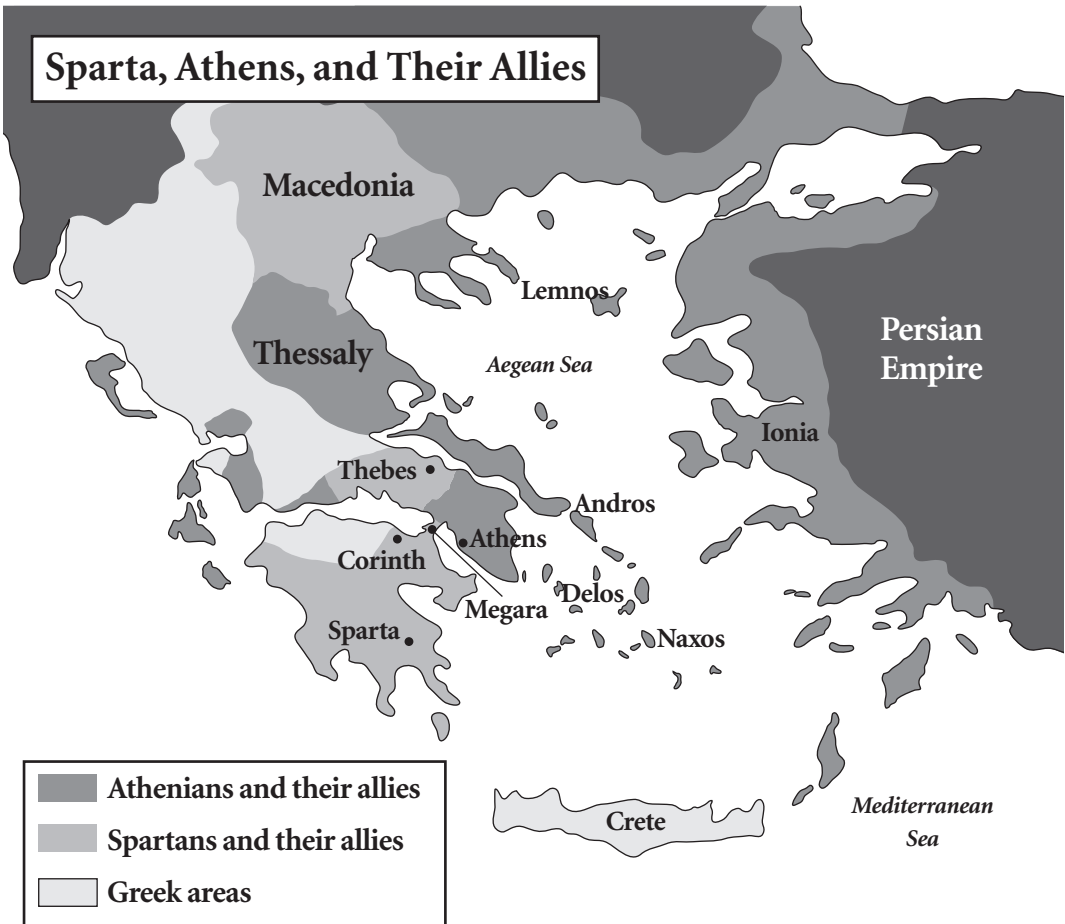 Sparta, Athens, and Their Allies
Macedonia
Lemnos
Persian
Empire
Thessaly
Aegean Sea
Ionia
Thebes
Andros
Athens
Corinth
Delos
Megara
Sparta
Naxos
Athenians and their allies
Mediterranean
Sea
Crete
Spartans and their allies
Greek areas